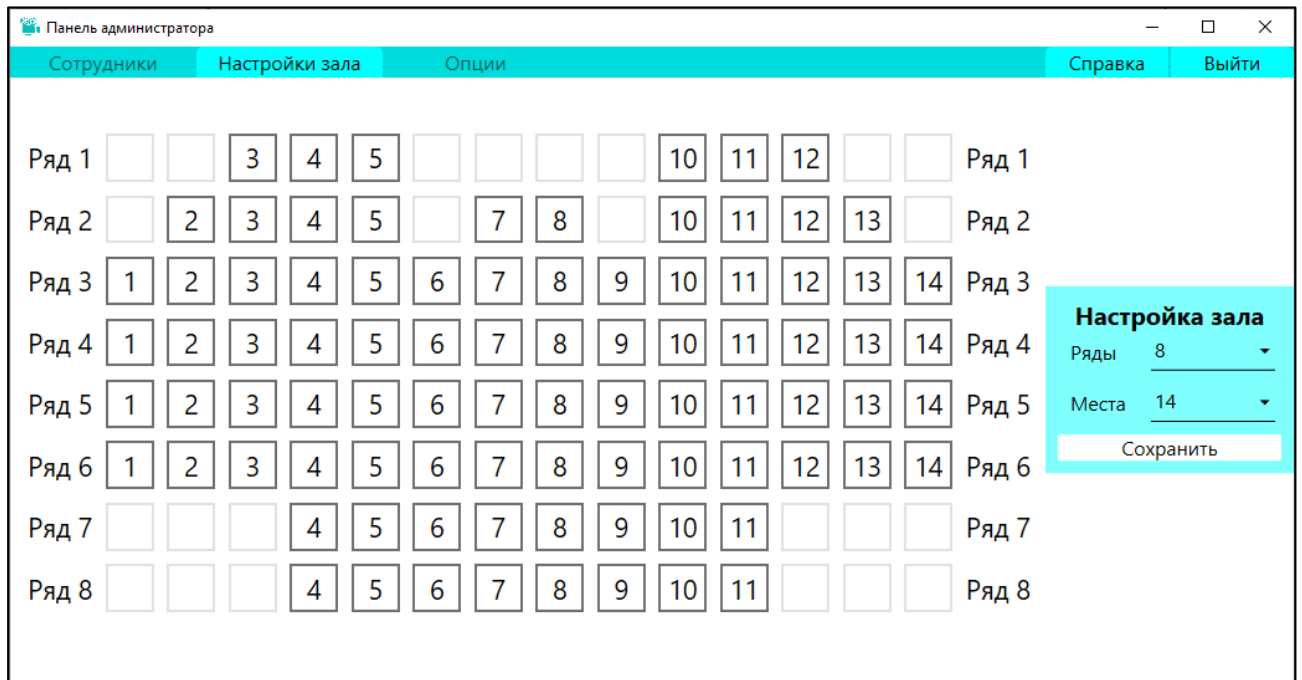 Панель администратора
Сотрудники Настройки зала Опции Справка Выйти
Ряд 1 3 4 5 10 11 12 Ряд 1
Ряд 2 2 3 4 5 7 8 10 11 12 13 Ряд 2
Ряд 3 1 2 3 4 5 6 7 8 9 10 11 12 13 14 Ряд 3
Ряд 4 1 2 3 4 5 6 7 8 9 10 11 12 13 14 Ряд 4
Ряд 5 1 2 3 4 5 6 7 8 9 10 11 12 13 14 Ряд 5
Ряд 6 1 2 3 4 5 6 7 8 9 10 11 12 13 14 Ряд 6
Ряд 7 4 5 6 7 8 9 10 11 Ряд 7
Ряд 8 4 5 6 7 8 9 10 11 Ряд 8
Настройка зала
Ряды 8
Места 14
Сохранить